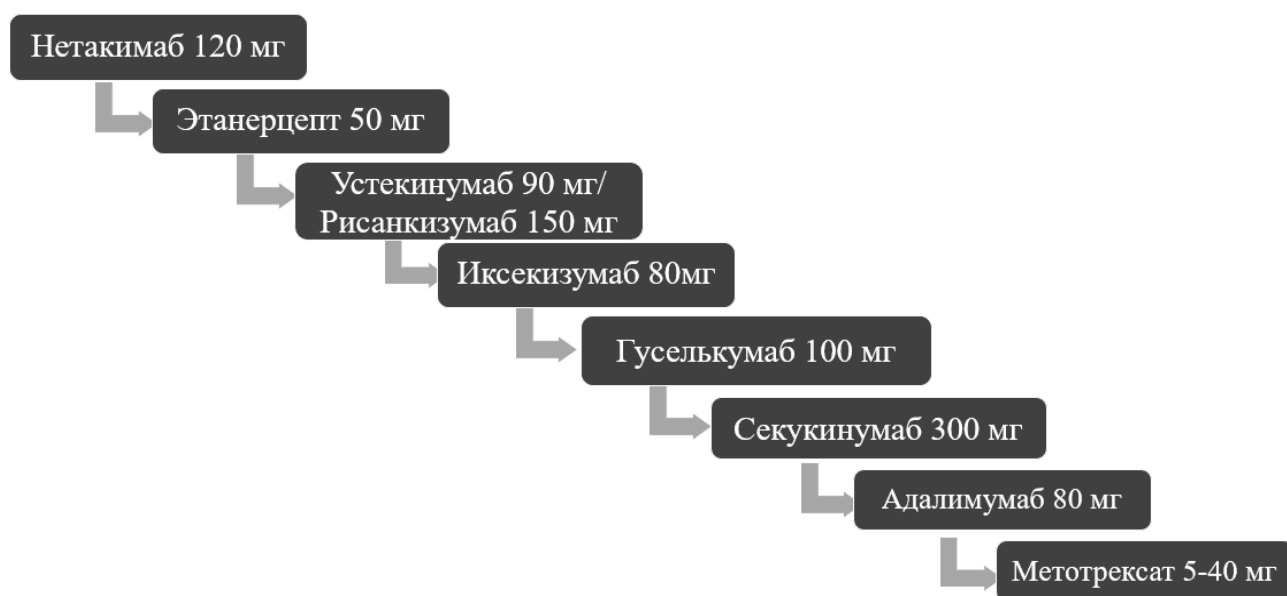 Нетакимаб 120 мг
Этанерцепт 50 мг
Устекинумаб 90 мг/
Рисанкизумаб 150 мг
Иксекизумаб 80мг
Гуселькумаб 100 мг
Секукинумаб 300 мг
Адалимумаб 80 мг
Метотрексат 5-40 мг